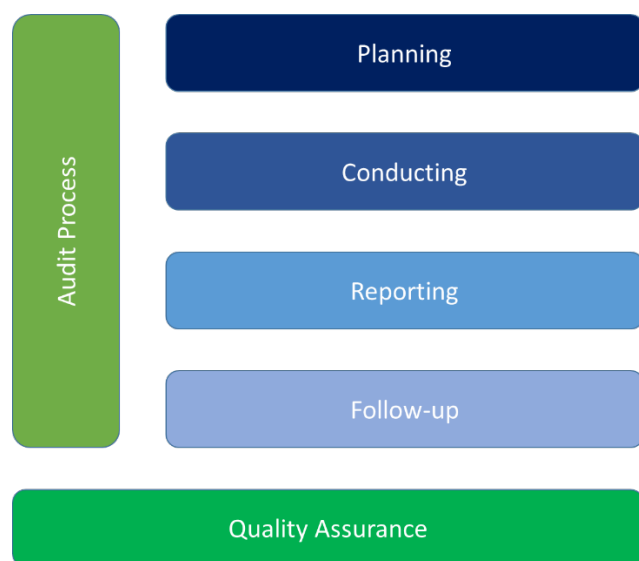 Audit Process
Planning
Conducting
Reporting
Follow-up
Quality Assurance